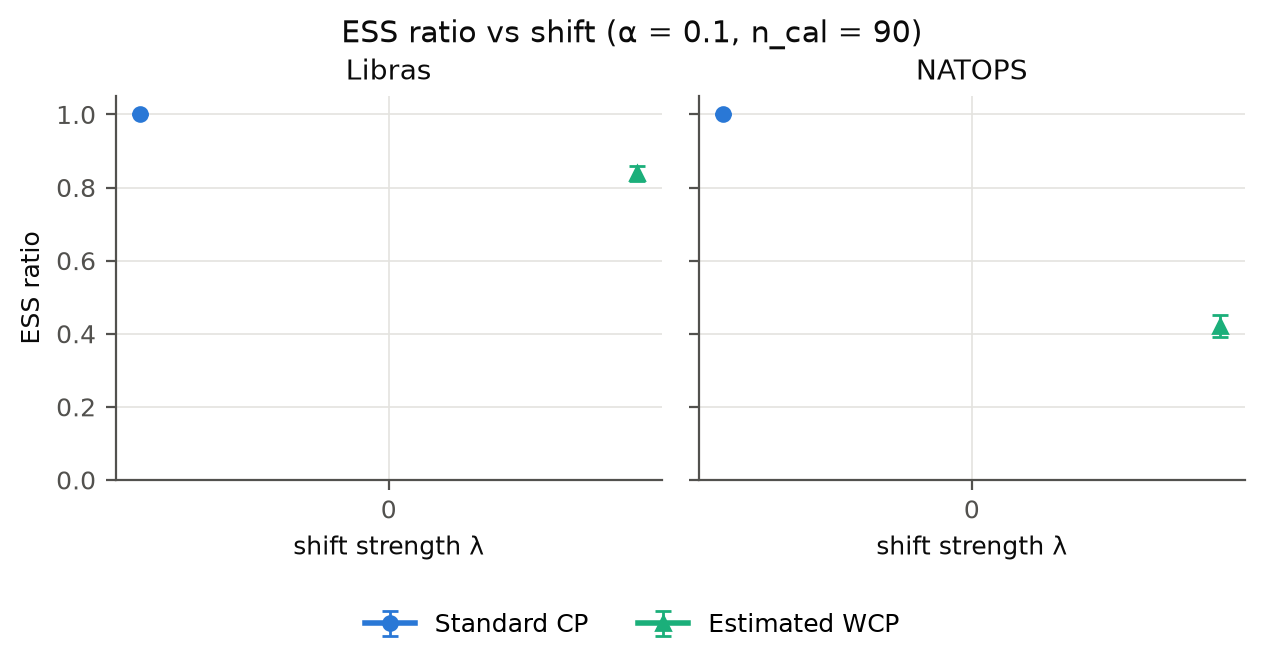 ESS ratio vs shift (α = 0.1, n_cal = 90)
Libras
NATOPS
1.0
0.8
0.6
0.4
0.2
0.0
ESS ratio
0
0
shift strength λ
shift strength λ
Standard CP
Estimated WCP